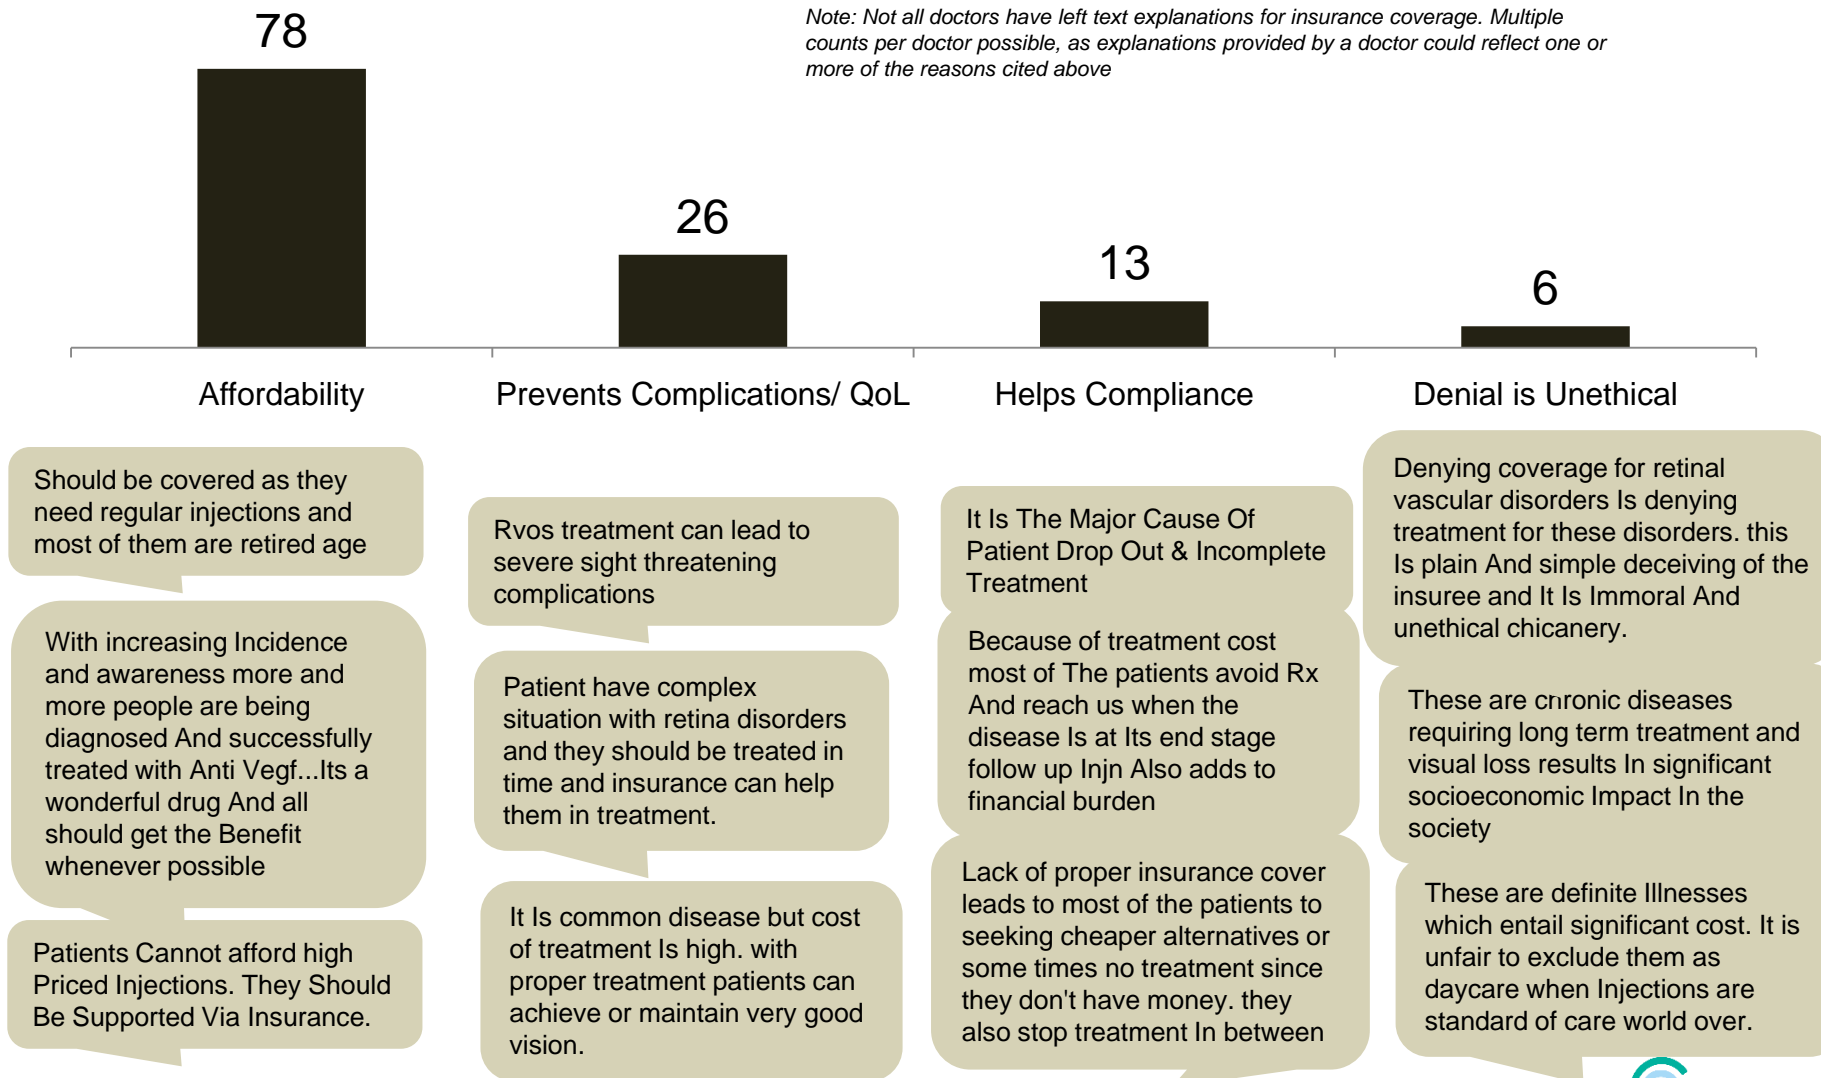 78
Note: Not all doctors have left text explanations for insurance coverage. Multiple
counts per doctor possible, as explanations provided by a doctor could reflect one or
more of the reasons cited above
26
13
6
Affordability
Prevents Complications/ QoL
Helps Compliance
Denial is Unethical
Should be covered as they
need regular injections and
most of them are retired age
With increasing Incidence
and awareness more and
more people are being
diagnosed And successfully
treated with Anti Vegf...Its a
wonderful drug And all
should get the Benefit
whenever possible
Patients Cannot afford high
Priced Injections. They Should
Be Supported Via Insurance.
Rvos treatment can lead to
severe sight threatening
complications
Patient have complex
situation with retina disorders
and they should be treated in
time and insurance can help
them in treatment.
It Is common disease but cost
of treatment Is high. with
proper treatment patients can
achieve or maintain very good
vision.
It Is The Major Cause Of
Patient Drop Out & Incomplete
Treatment
Because of treatment cost
most of The patients avoid Rx
And reach us when the
disease Is at Its end stage
follow up Injn Also adds to
financial burden
Lack of proper insurance cover
leads to most of the patients to
seeking cheaper alternatives or
some times no treatment since
they don't have money. they
also stop treatment In between
Denying coverage for retinal
vascular disorders Is denying
treatment for these disorders. this
Is plain And simple deceiving of the
insuree and It Is Immoral And
unethical chicanery.
These are chronic diseases
requiring long term treatment and
visual loss results In significant
socioeconomic Impact In the
society
These are definite Illnesses
which entail significant cost. It is
unfair to exclude them as
daycare when Injections are
standard of care world over.